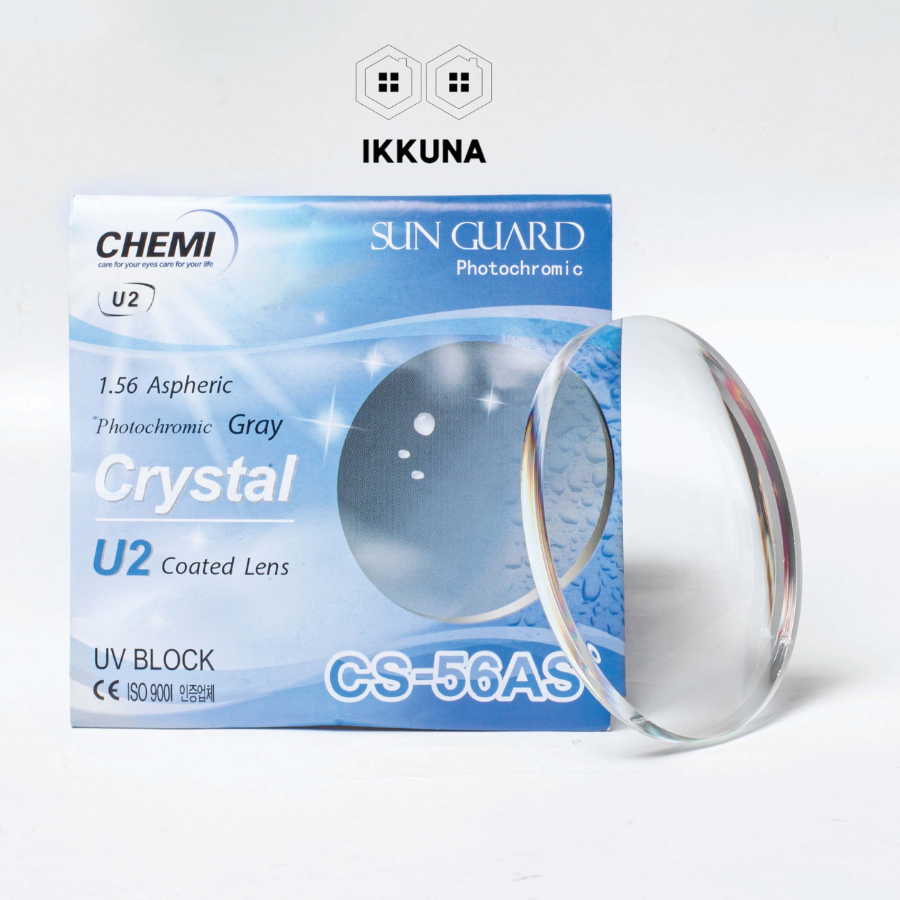 IKKUNA
CHEMI
care for your eyes care for your life
SUN GUARD
Photochromic
U2
1.56 Aspheric
Photochromic Gray
Crystal
U2 Coated Lens
UV BLOCK
CE ISO 9001 인증업체
CS-56AS